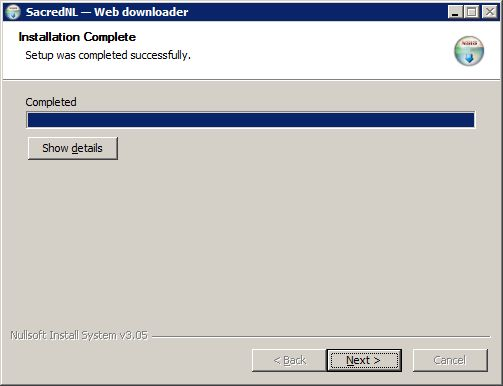 SacredNL — Web downloader
Installation Complete
Setup was completed successfully.
Completed
Show details
Nullsoft Install System v3.05
< Back
Next >
Cancel